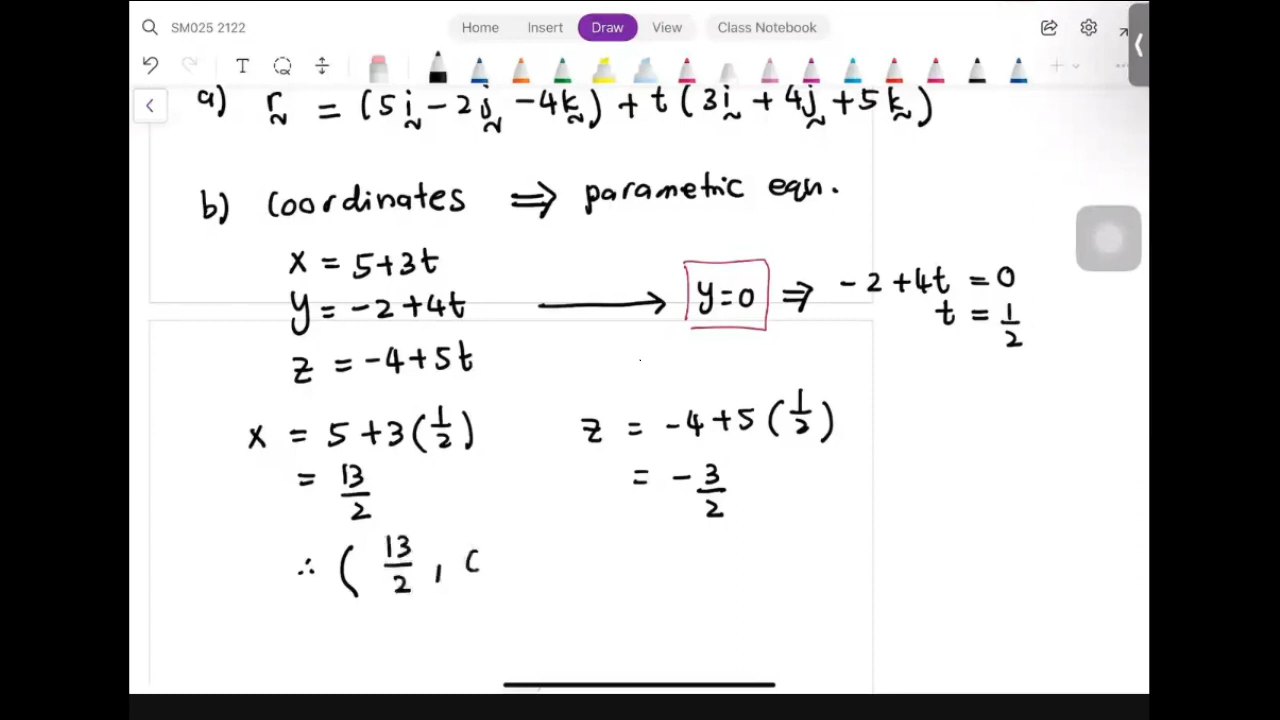 SM025 2122 Home Insert Draw View Class Notebook
T
a) r = (5i - 2j - 4k) + t(3i + 4j + 5k)
b) coordinates ⇒ parametric eqn.
x = 5+3t
y = -2+4t ⟶ y=0 ⇒ -2+4t = 0
t = 1/2
z = -4+5t
x = 5+3(1/2) z = -4+5(1/2)
= 13/2 = -3/2
∴ (13/2,